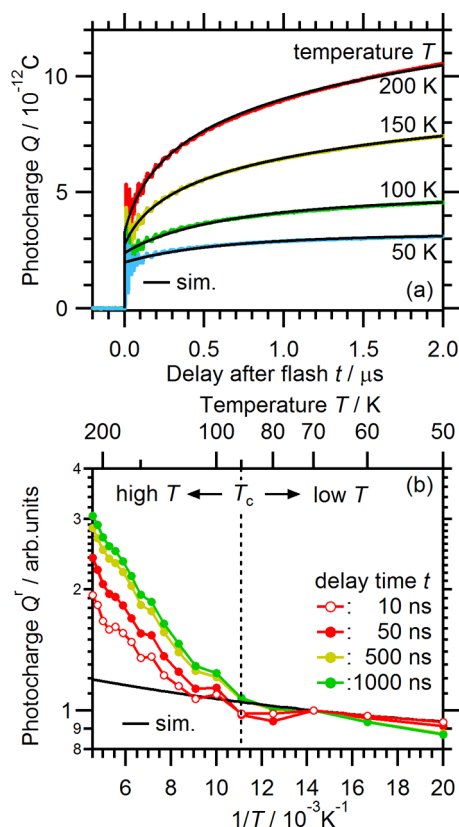 temperature T
200 K
150 K
100 K
50 K
— sim.
(a)
10
5
0
Photocharge Q / 10⁻¹²C
0.0 0.5 1.0 1.5 2.0
Delay after flash t / μs
Temperature T / K
200 100 80 70 60 50
(b)
high T ← Tc → low T
delay time t
: 10 ns
: 50 ns
: 500 ns
: 1000 ns
— sim.
4
3
2
1
9
8
Photocharge Qʳ / arb.units
6 8 10 12 14 16 18 20
1/T / 10⁻³K⁻¹